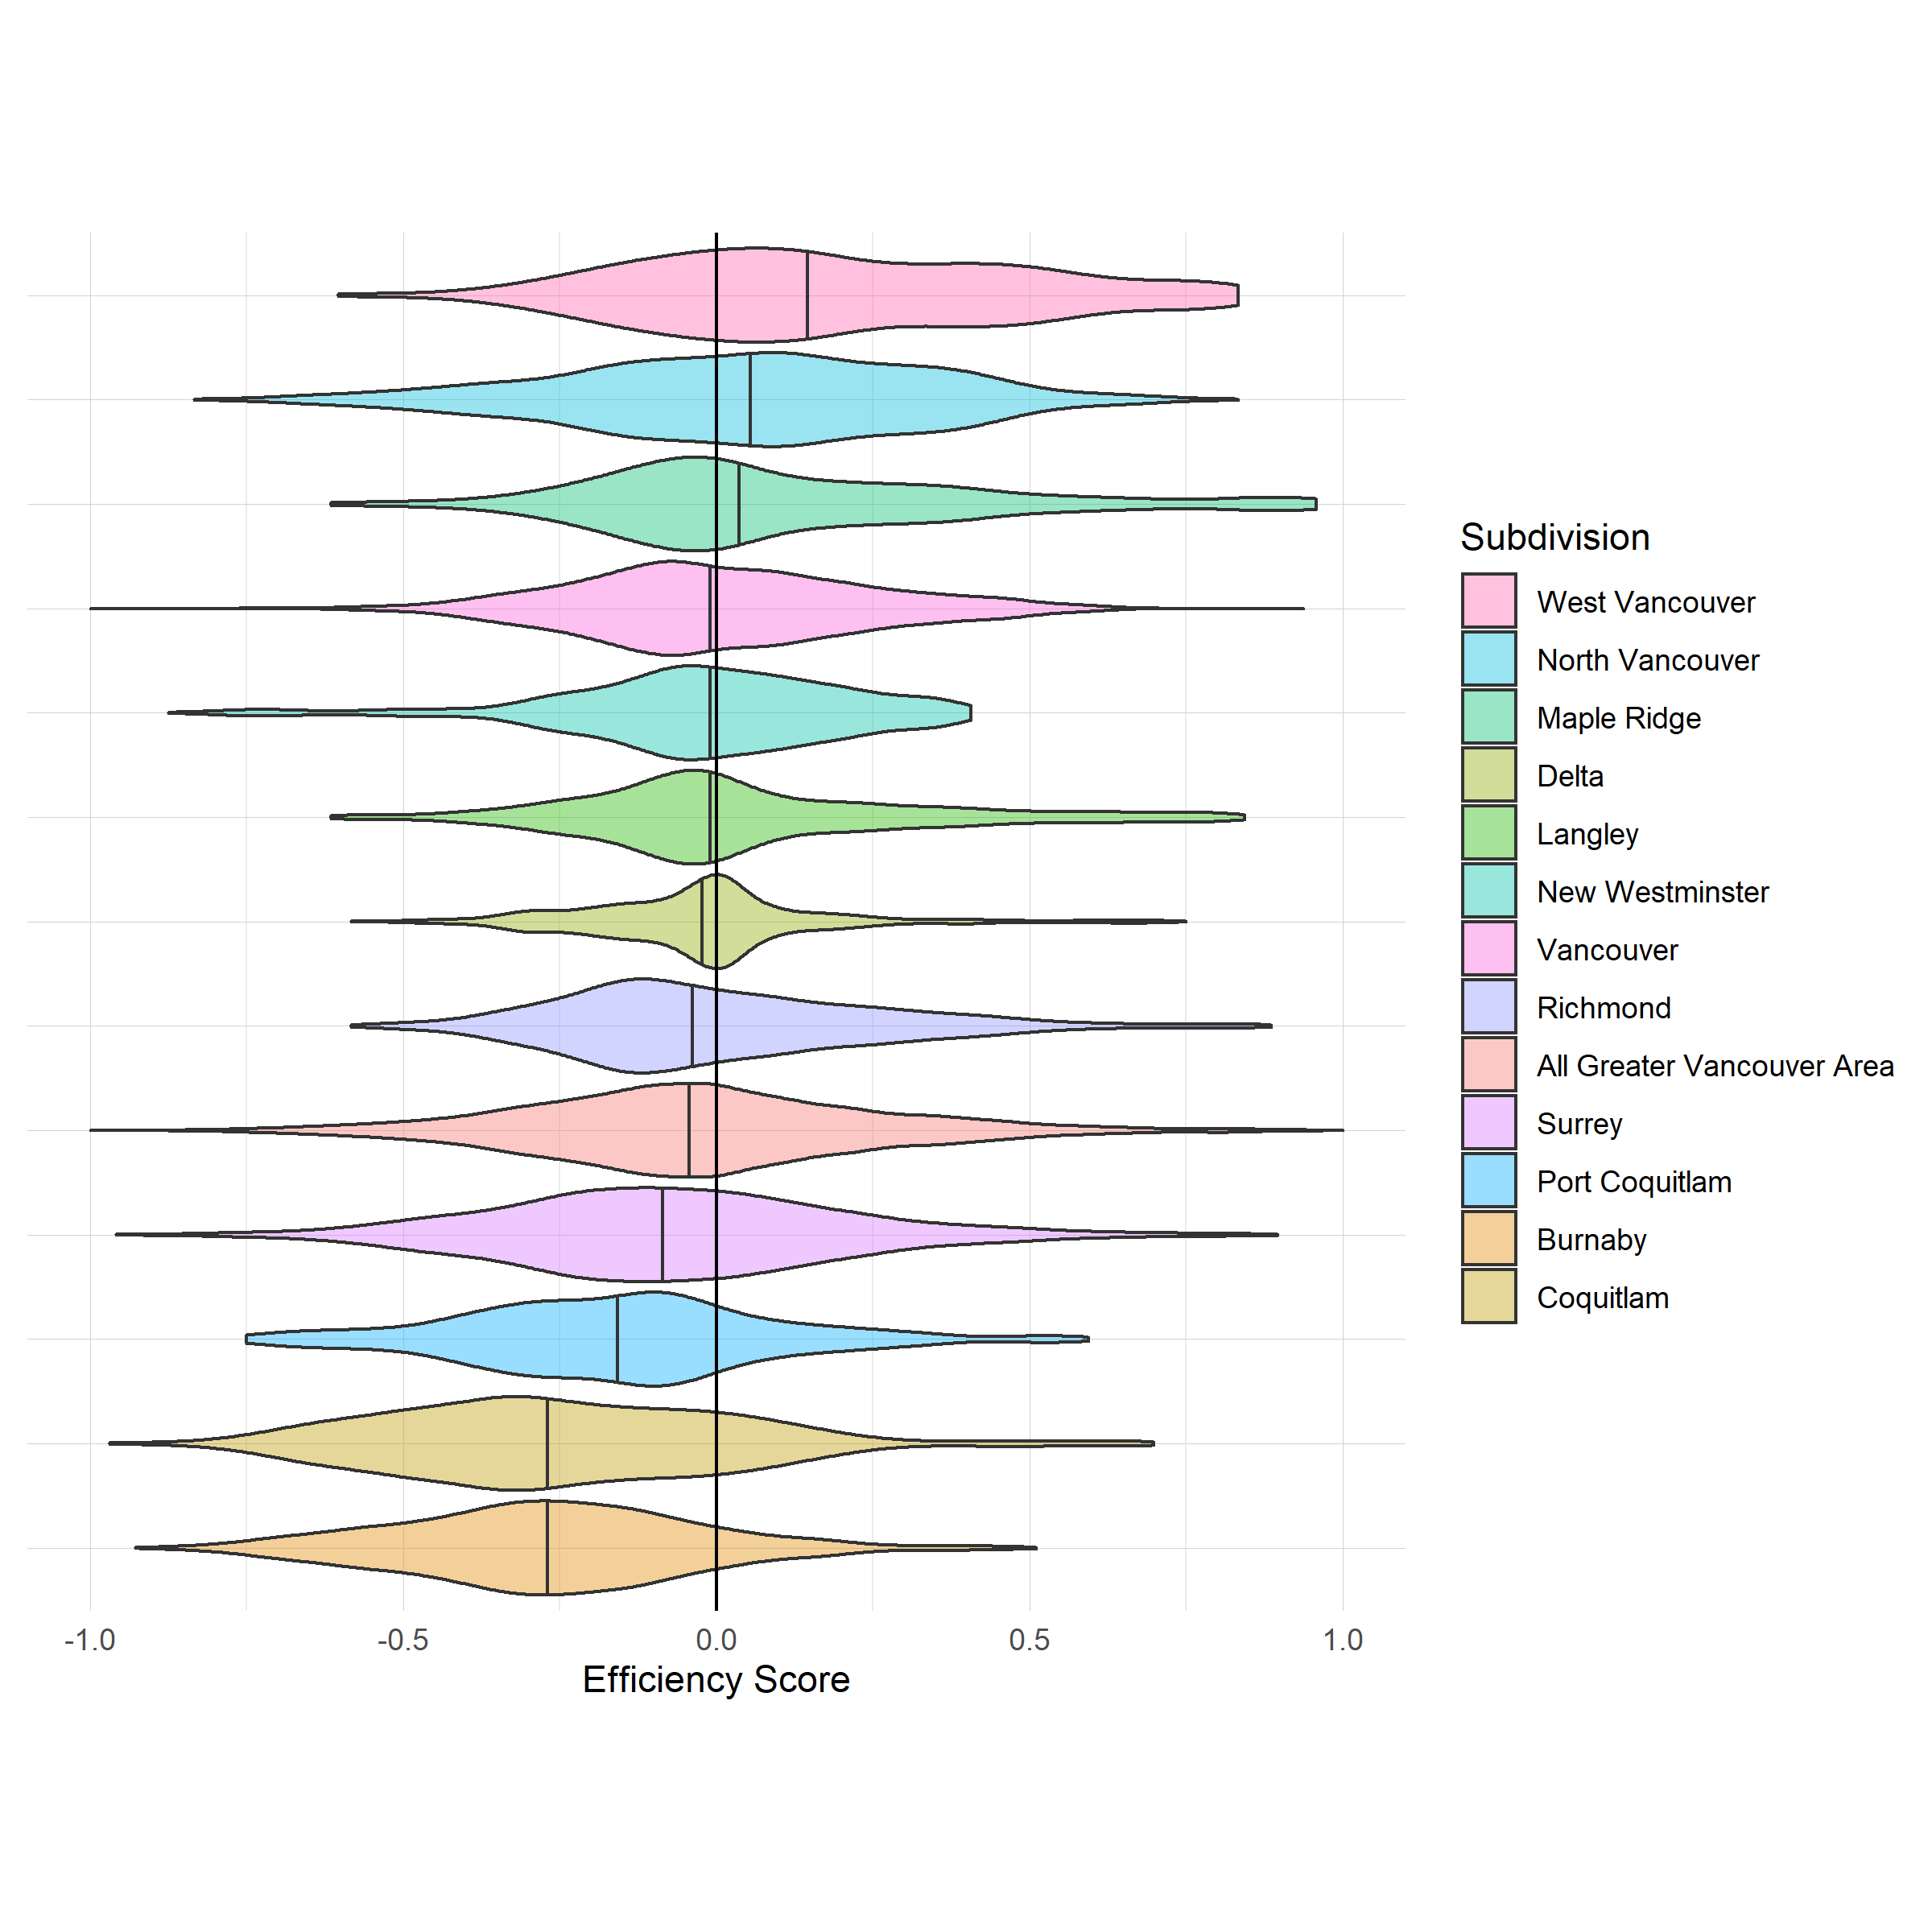 Subdivision
West Vancouver
North Vancouver
Maple Ridge
Delta
Langley
New Westminster
Vancouver
Richmond
All Greater Vancouver Area
Surrey
Port Coquitlam
Burnaby
Coquitlam
-1.0 -0.5 0.0 0.5 1.0
Efficiency Score